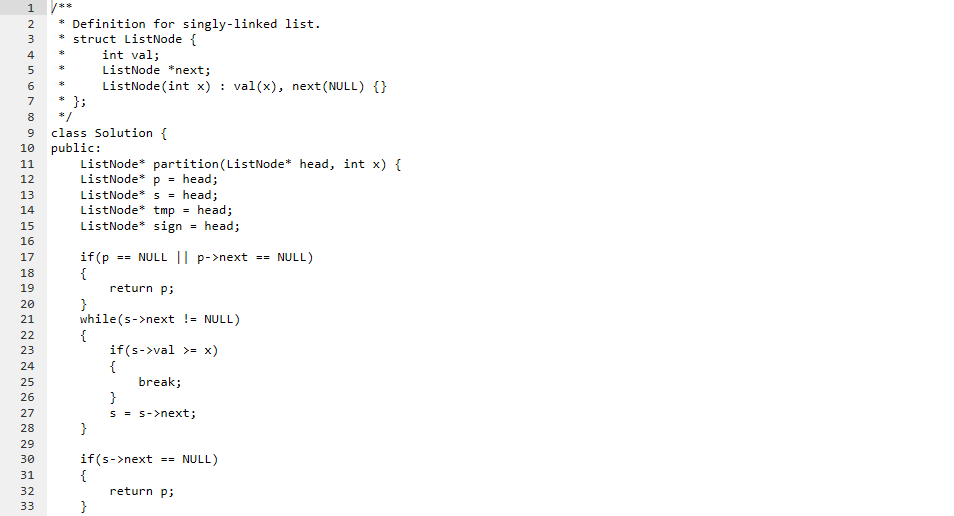 1 /**
2  * Definition for singly-linked list.
3  * struct ListNode {
4  *     int val;
5  *     ListNode *next;
6  *     ListNode(int x) : val(x), next(NULL) {}
7  * };
8  */
9 class Solution {
10 public:
11     ListNode* partition(ListNode* head, int x) {
12     ListNode* p = head;
13     ListNode* s = head;
14     ListNode* tmp = head;
15     ListNode* sign = head;
16
17     if(p == NULL || p->next == NULL)
18     {
19         return p;
20     }
21     while(s->next != NULL)
22     {
23         if(s->val >= x)
24         {
25             break;
26         }
27         s = s->next;
28     }
29
30     if(s->next == NULL)
31     {
32         return p;
33     }